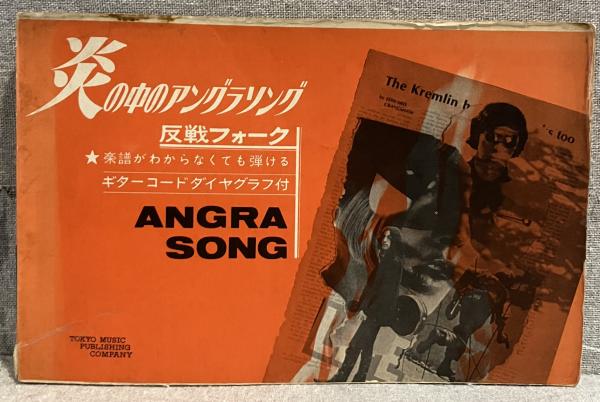 炎の中のアングラソング
反戦フォーク
★楽譜がわからなくても弾ける
ギターコードダイヤグラフ付
ANGRA
SONG
The Kremlin
too
TOKYO MUSIC
PUBLISHING
COMPANY